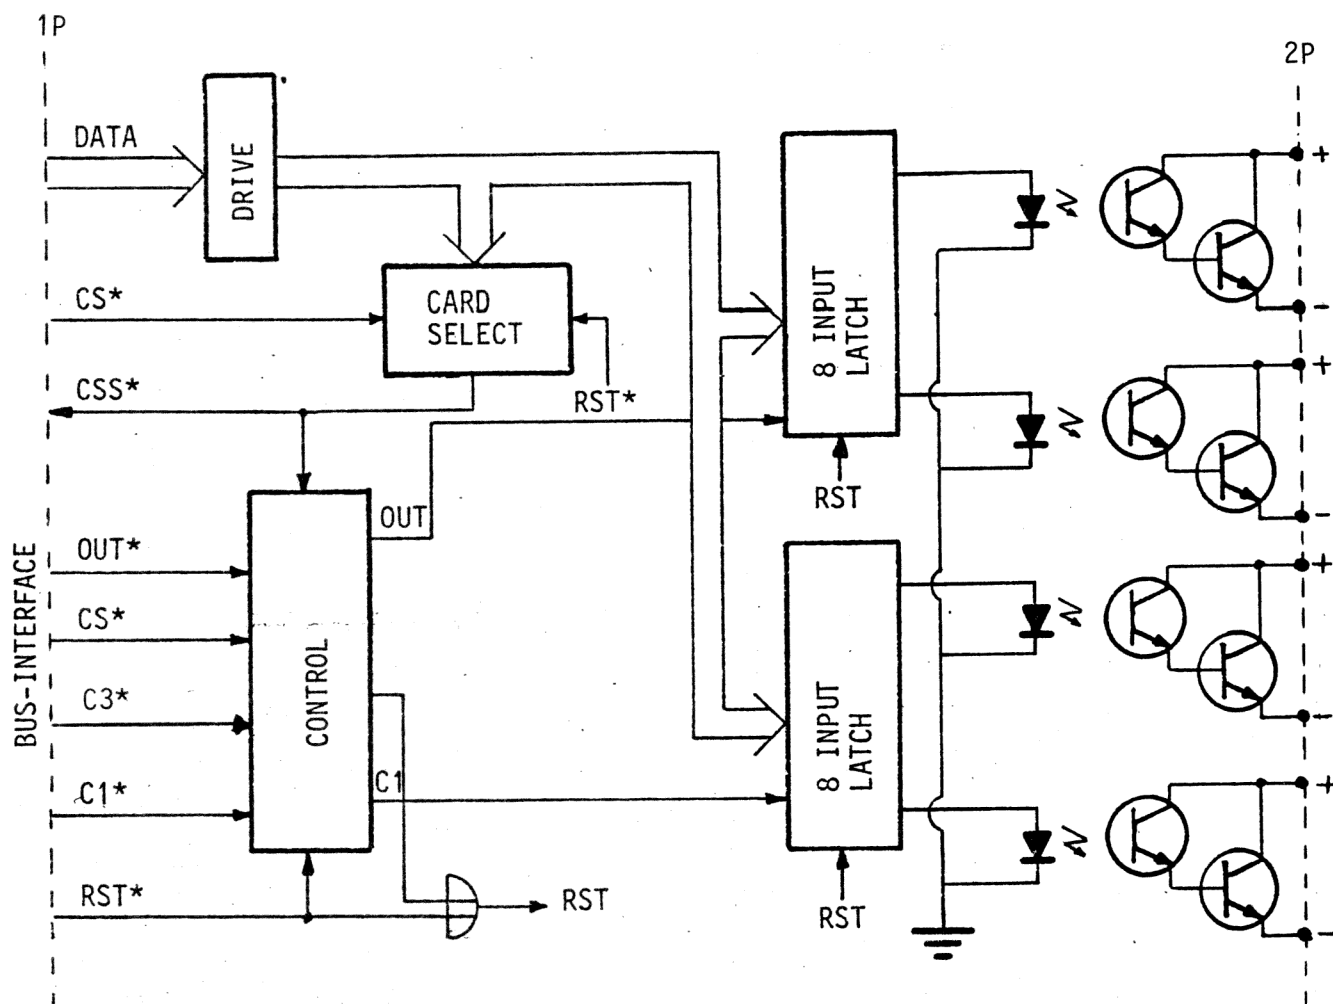 1P
2P
DATA
DRIVE
CS*
CARD
SELECT
RST*
CSS*
8 INPUT
LATCH
RST
OUT
BUS-INTERFACE
OUT*
CS*
C3*
C1*
RST*
CONTROL
C1
RST
8 INPUT
LATCH
RST
+
-
+
-
+
-
+
-